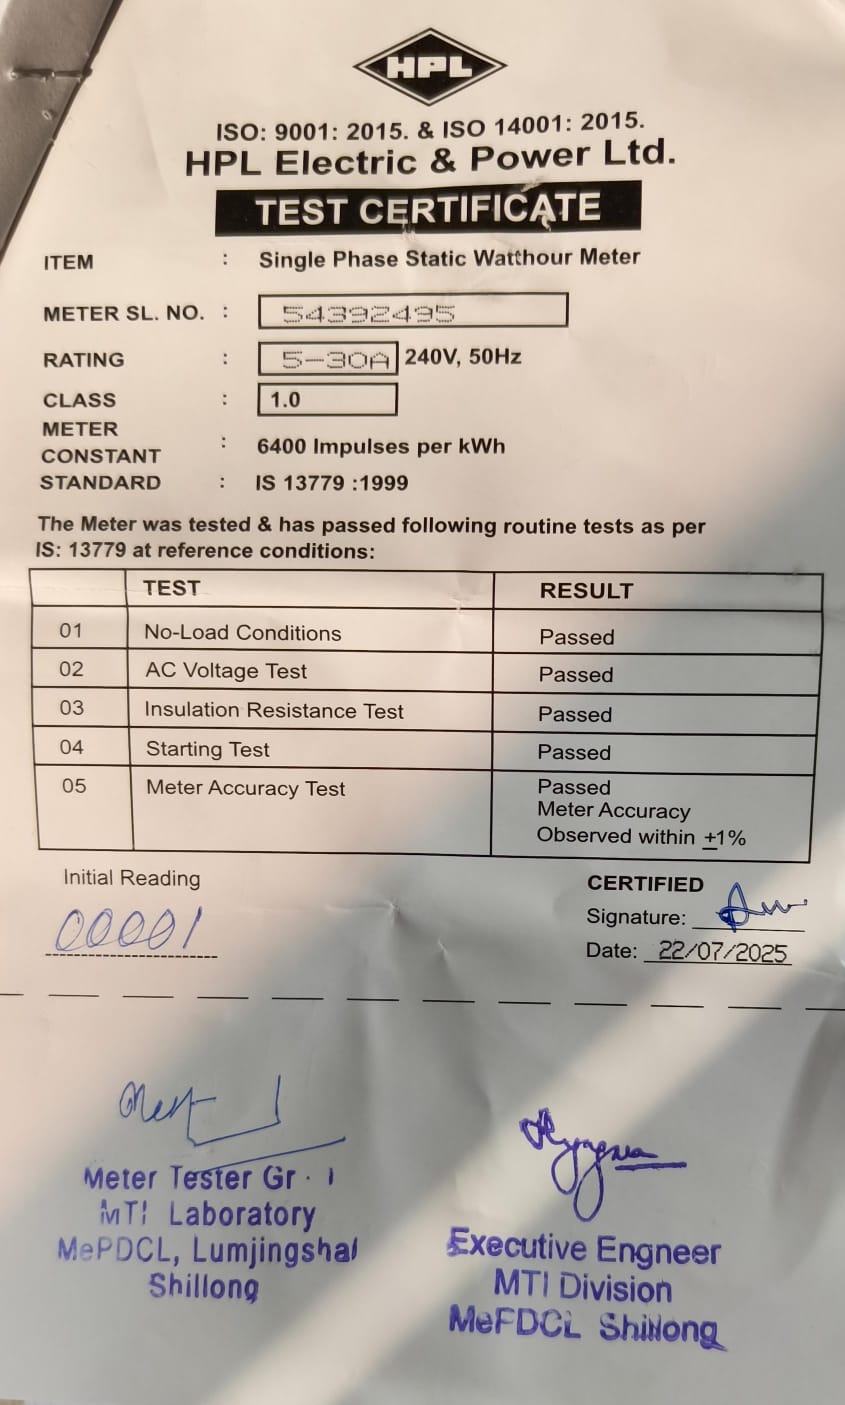 HPL
ISO: 9001: 2015. & ISO 14001: 2015.
HPL Electric & Power Ltd.
TEST CERTIFICATE
ITEM : Single Phase Static Watthour Meter
METER SL. NO. : 54392495
RATING : 5-30A 240V, 50Hz
CLASS : 1.0
METER
CONSTANT : 6400 Impulses per kWh
STANDARD : IS 13779 :1999
The Meter was tested & has passed following routine tests as per
IS: 13779 at reference conditions:
TEST RESULT
01 No-Load Conditions Passed
02 AC Voltage Test Passed
03 Insulation Resistance Test Passed
04 Starting Test Passed
05 Meter Accuracy Test Passed
Meter Accuracy
Observed within ±1%
Initial Reading
00001
CERTIFIED
Signature:
Date: 22/07/2025
Meter Tester Gr - I
MTI Laboratory
MePDCL, Lumjingshai
Shillong
Executive Engneer
MTI Division
MePDCL Shillong